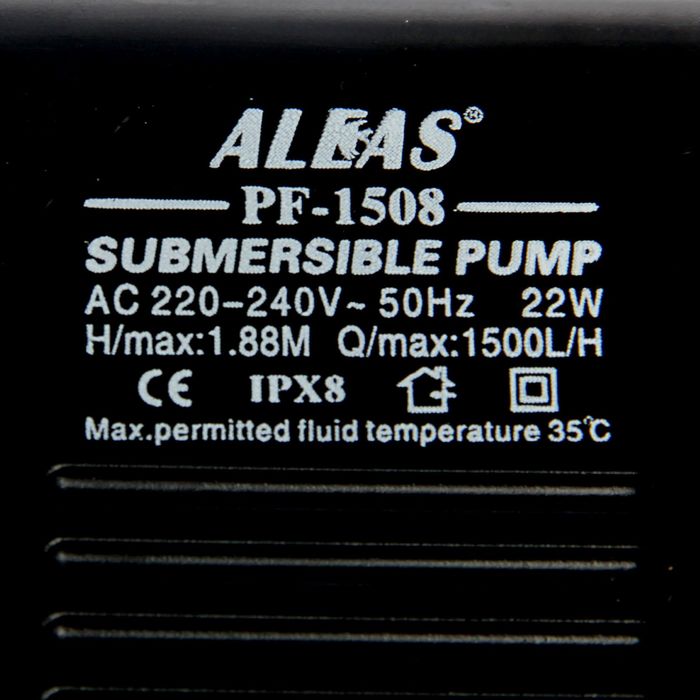 ALEAS®
PF-1508
SUBMERSIBLE PUMP
AC 220-240V~ 50Hz 22W
H/max:1.88M Q/max:1500L/H
CE IPX8
Max.permitted fluid temperature 35℃